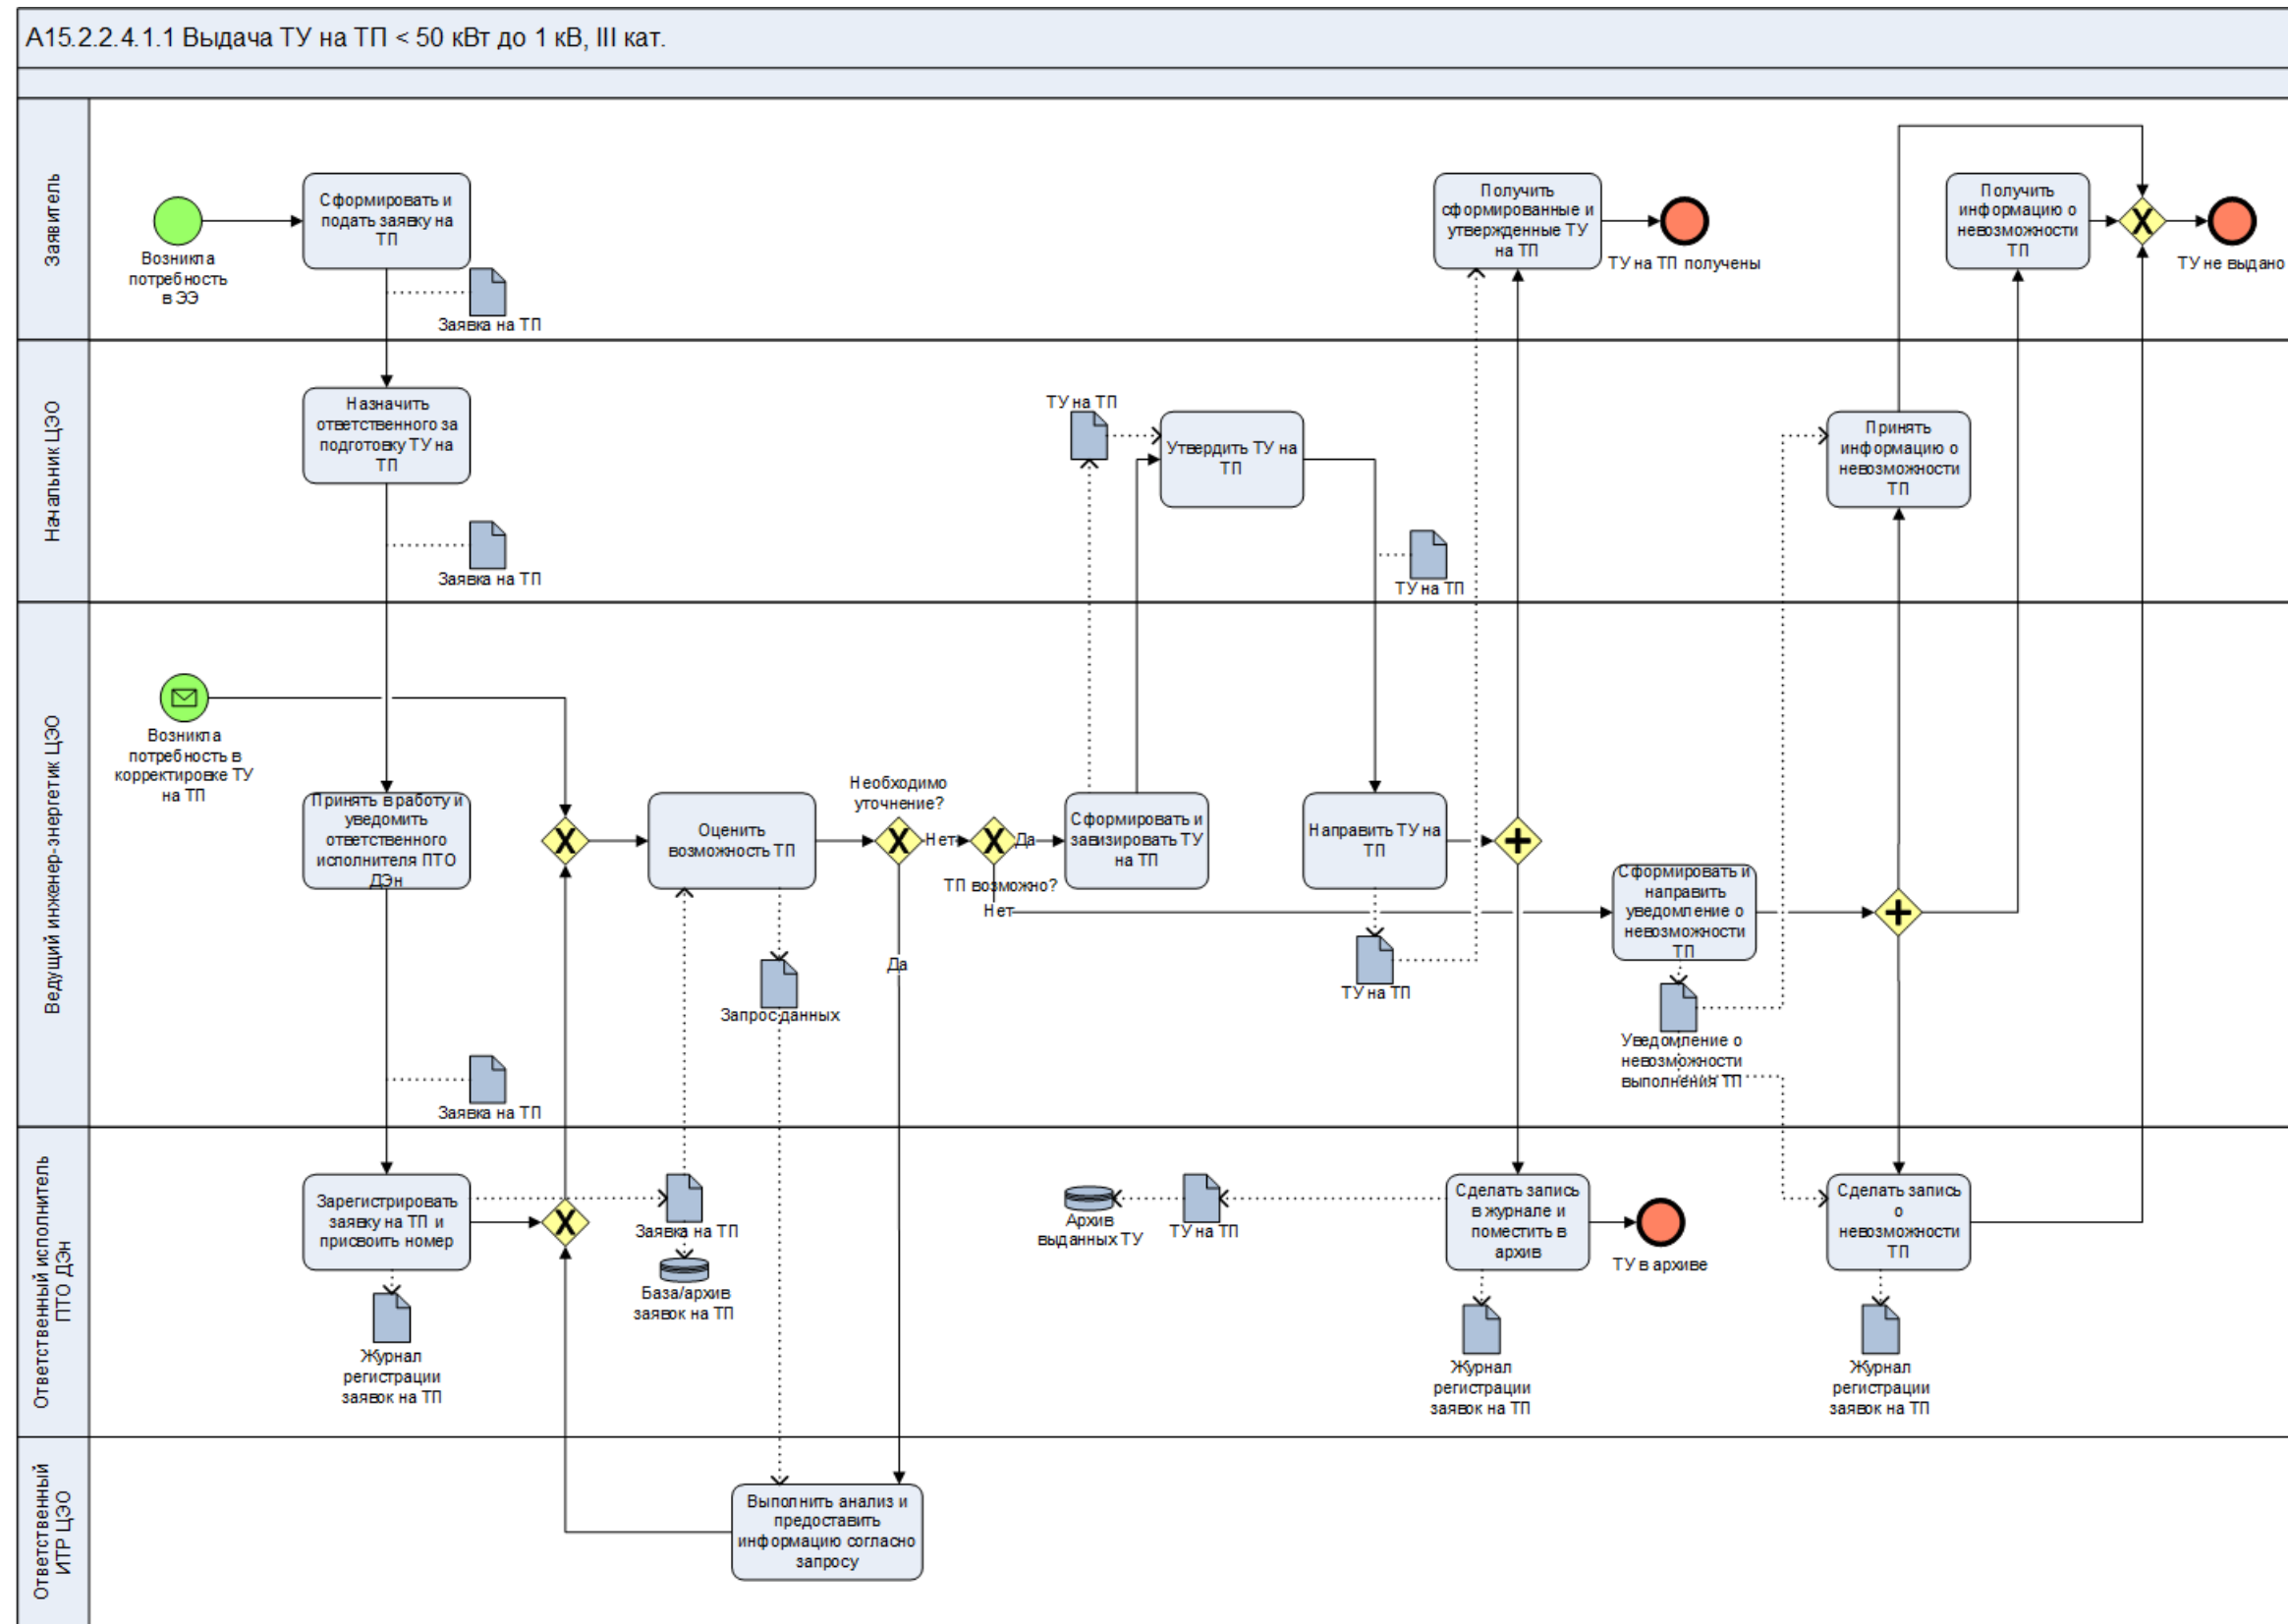 А15.2.2.4.1.1 Выдача ТУ на ТП < 50 кВт до 1 кВ, III кат.
Заявитель
Возникла
потребность
в ЭЭ
Сформировать и
подать заявку на
ТП
Заявка на ТП
Получить
сформированные и
утвержденные ТУ
на ТП
ТУ на ТП получены
Получить
информацию о
невозможности
ТП
X
ТУ не выдано
Начальник ЦЭО
Назначить
ответственного за
подготовку ТУ на
ТП
Заявка на ТП
ТУ на ТП
Утвердить ТУ на
ТП
ТУ на ТП
Принять
информацию о
невозможности
ТП
Ведущий инженер-энергетик ЦЭО
Возникла
потребность в
корректировке ТУ
на ТП
Принять в работу и
уведомить
ответственного
исполнителя ПТО
ДЭн
Заявка на ТП
X
Оценить
возможность ТП
Запрос данных
Необходимо
уточнение?
X
Нет
Да
X
ТП возможно?
Да
Нет
Сформировать и
завизировать ТУ
на ТП
Направить ТУ на
ТП
ТУ на ТП
Сформировать и
направить
уведомление о
невозможности
ТП
Уведомление о
невозможности
выполнения ТП
Ответственный исполнитель
ПТО ДЭн
Зарегистрировать
заявку на ТП и
присвоить номер
Журнал
регистрации
заявок на ТП
X
Заявка на ТП
База/архив
заявок на ТП
Архив
выданных ТУ
ТУ на ТП
Сделать запись
в журнале и
поместить в
архив
ТУ в архиве
Журнал
регистрации
заявок на ТП
Сделать запись
о
невозможности
ТП
Журнал
регистрации
заявок на ТП
Ответственный
ИТР ЦЭО
Выполнить анализ и
предоставить
информацию согласно
запросу